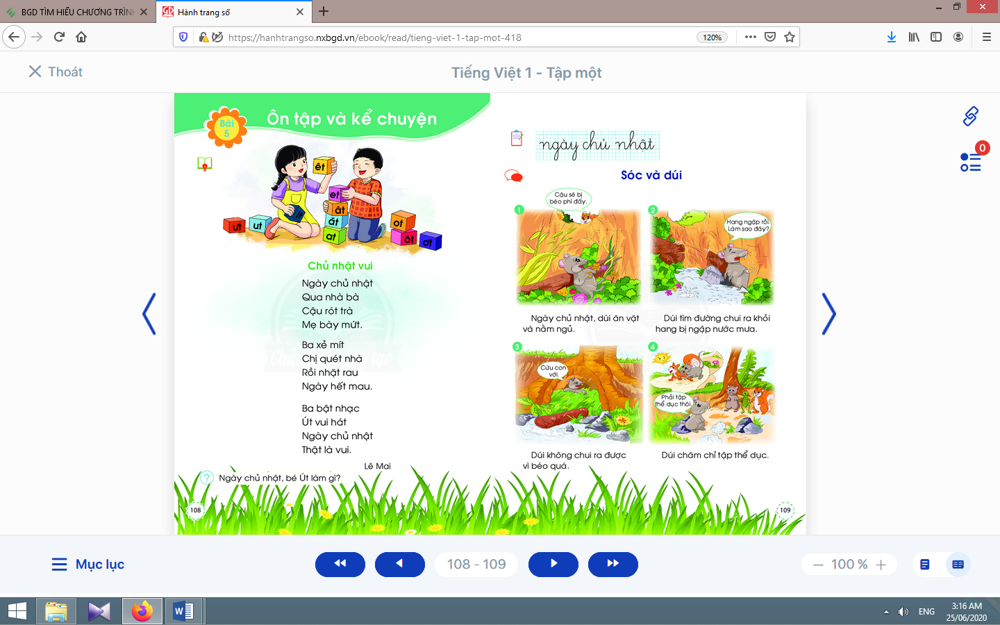 BGD TÌM HIỂU CHƯƠNG TRÌNH
Hành trang số
https://hanhtrangso.nxbgd.vn/ebook/read/tieng-viet-1-tap-mot-418
120%
Thoát
Tiếng Việt 1 - Tập một
0
Bài
5
Ôn tập và kể chuyện
êt
et
it
ât
ăt
at
ưt
ut
ot
ôt
ơt
Chủ nhật vui
Ngày chủ nhật
Qua nhà bà
Cậu rót trà
Mẹ bày mứt.
Ba xẻ mít
Chị quét nhà
Rồi nhặt rau
Ngày hết mau.
Ba bật nhạc
Út vui hát
Ngày chủ nhật
Thật là vui.
Lê Mai
? Ngày chủ nhật, bé Út làm gì?
108
ngày chủ nhật
Sóc và dúi
1
Cậu sẽ bị
béo phì đấy.
Ngày chủ nhật, dúi ăn vặt
và nằm ngủ.
2
Hang ngập rồi.
Làm sao đây?
Dúi tìm đường chui ra khỏi
hang bị ngập nước mưa.
3
Cứu con
với.
Dúi không chui ra được
vì béo quá.
4
Phải tập
thể dục thôi.
Dúi chăm chỉ tập thể dục.
109
Mục lục
108 - 109
100 %
ENG
3:16 AM
25/06/2020